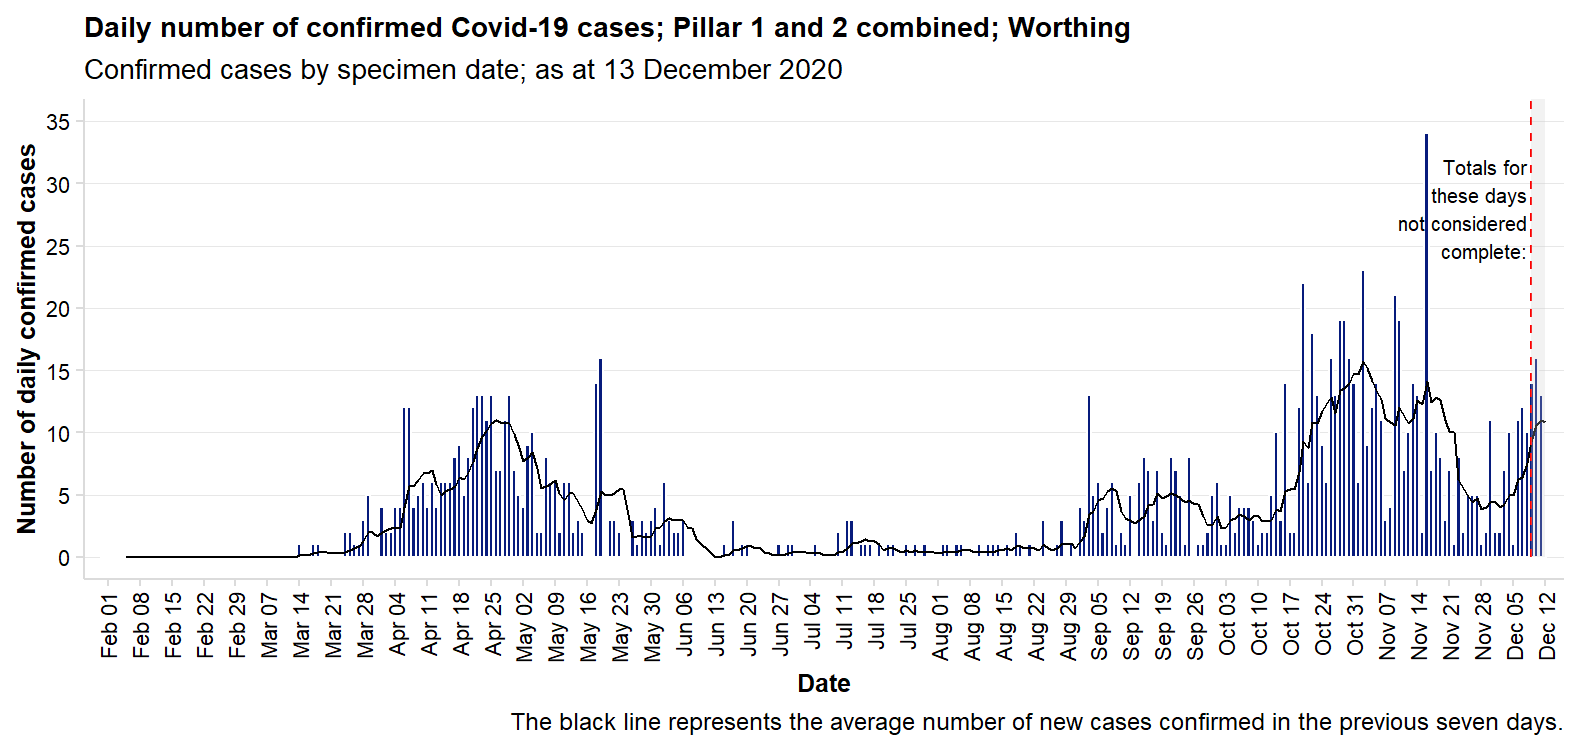 Daily number of confirmed Covid-19 cases; Pillar 1 and 2 combined; Worthing
Confirmed cases by specimen date; as at 13 December 2020
Number of daily confirmed cases
35
30
25
20
15
10
5
0
Totals for
these days
not considered
complete:
Feb 01
Feb 08
Feb 15
Feb 22
Feb 29
Mar 07
Mar 14
Mar 21
Mar 28
Apr 04
Apr 11
Apr 18
Apr 25
May 02
May 09
May 16
May 23
May 30
Jun 06
Jun 13
Jun 20
Jun 27
Jul 04
Jul 11
Jul 18
Jul 25
Aug 01
Aug 08
Aug 15
Aug 22
Aug 29
Sep 05
Sep 12
Sep 19
Sep 26
Oct 03
Oct 10
Oct 17
Oct 24
Oct 31
Nov 07
Nov 14
Nov 21
Nov 28
Dec 05
Dec 12
Date
The black line represents the average number of new cases confirmed in the previous seven days.